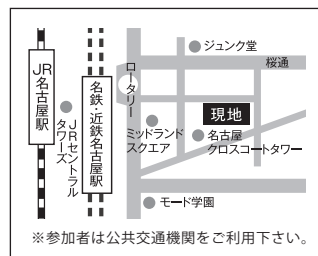 ジュンク堂
桜通
JR名古屋駅
JRセントラル
タワーズ
名鉄・近鉄名古屋駅
ロータリー
ミッドランド
スクエア
現地
名古屋
クロスコートタワー
モード学園
※参加者は公共交通機関をご利用下さい。